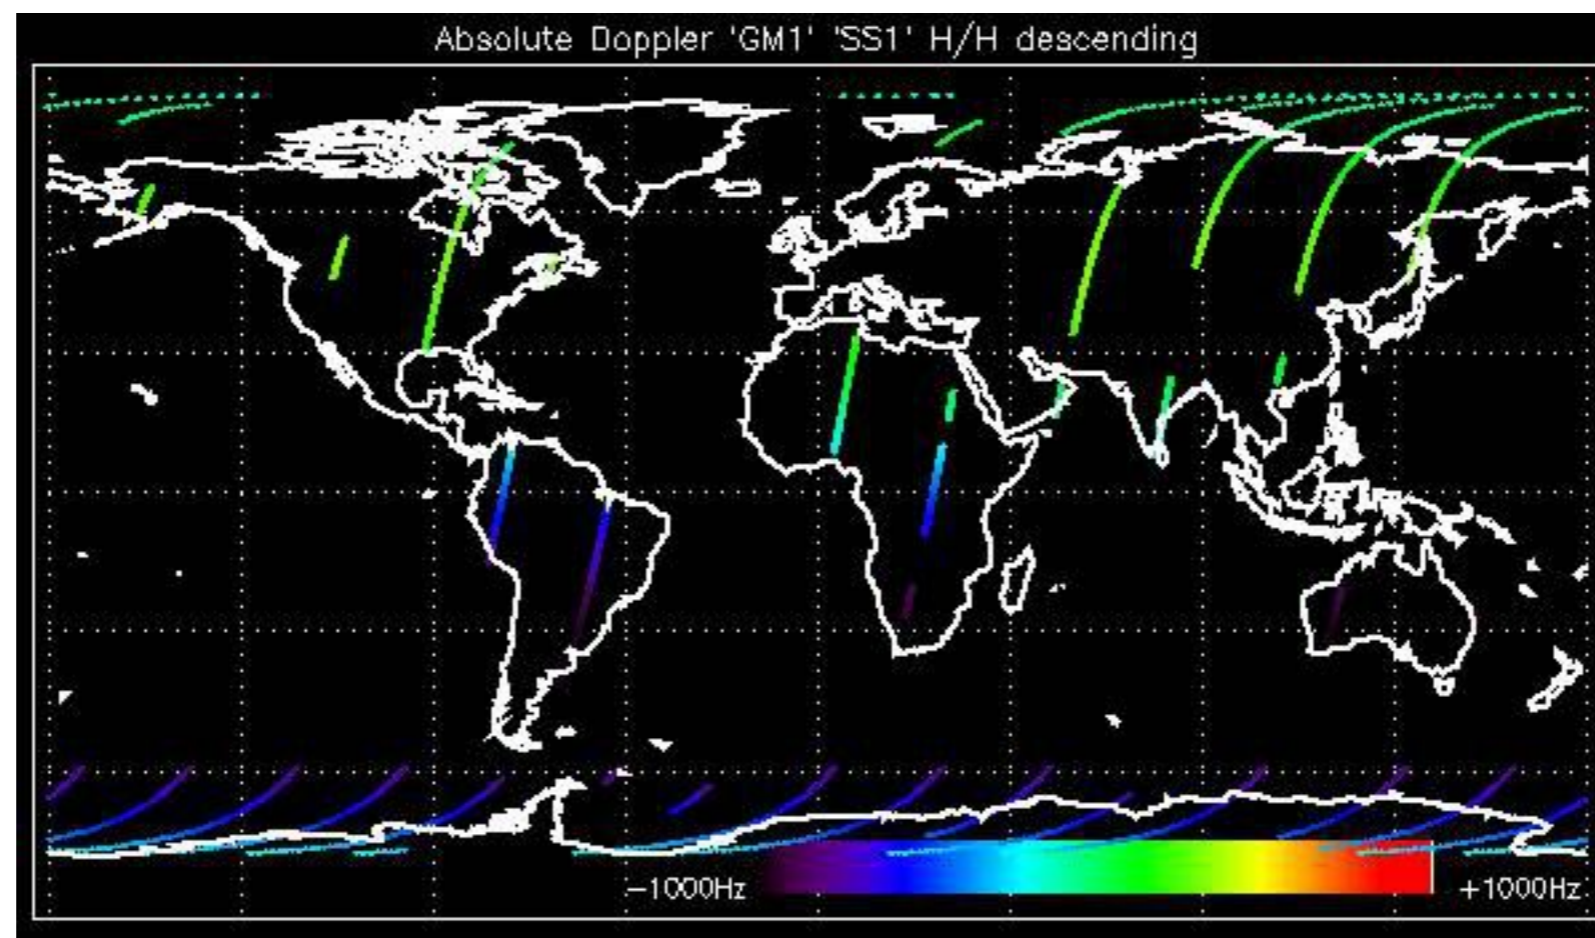 Absolute Doppler 'GM1' 'SS1' H/H descending
−1000Hz
+1000Hz